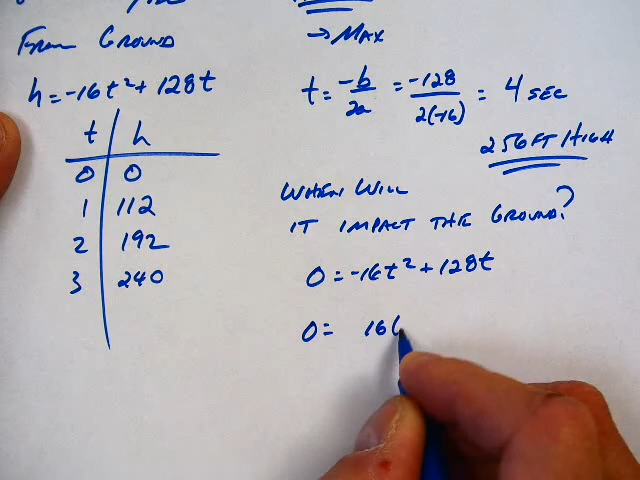 From GROUND
→ MAX
h = -16t² + 128t
t = -b/2a = -128/2(-16) = 4 SEC
256 FT HIGH
t h
0 0
1 112
2 192
3 240
WHEN WILL
IT IMPACT THE GROUND?
0 = -16t² + 128t
0 = 16(